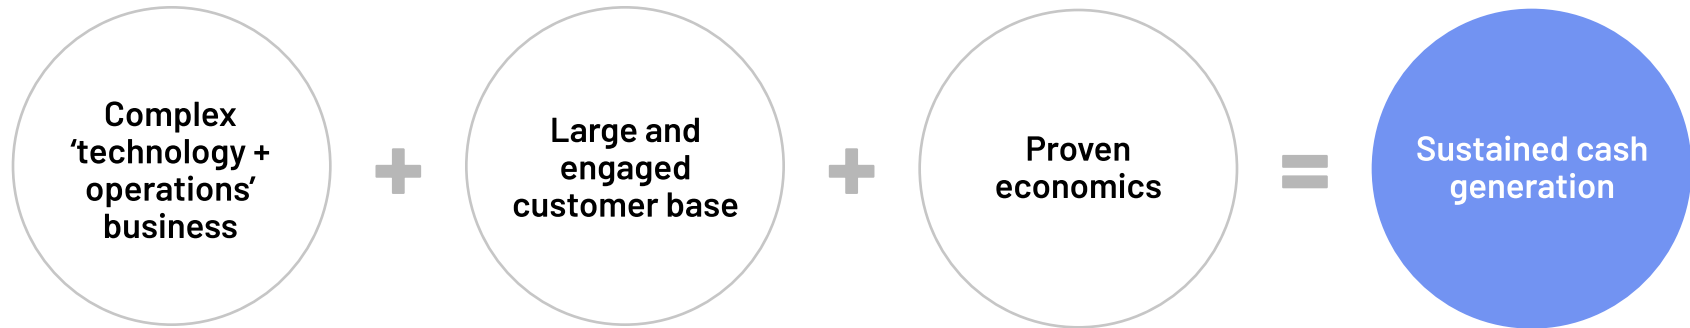 Complex
‘technology +
operations’
business
+
Large and
engaged
customer base
+
Proven
economics
=
Sustained cash
generation